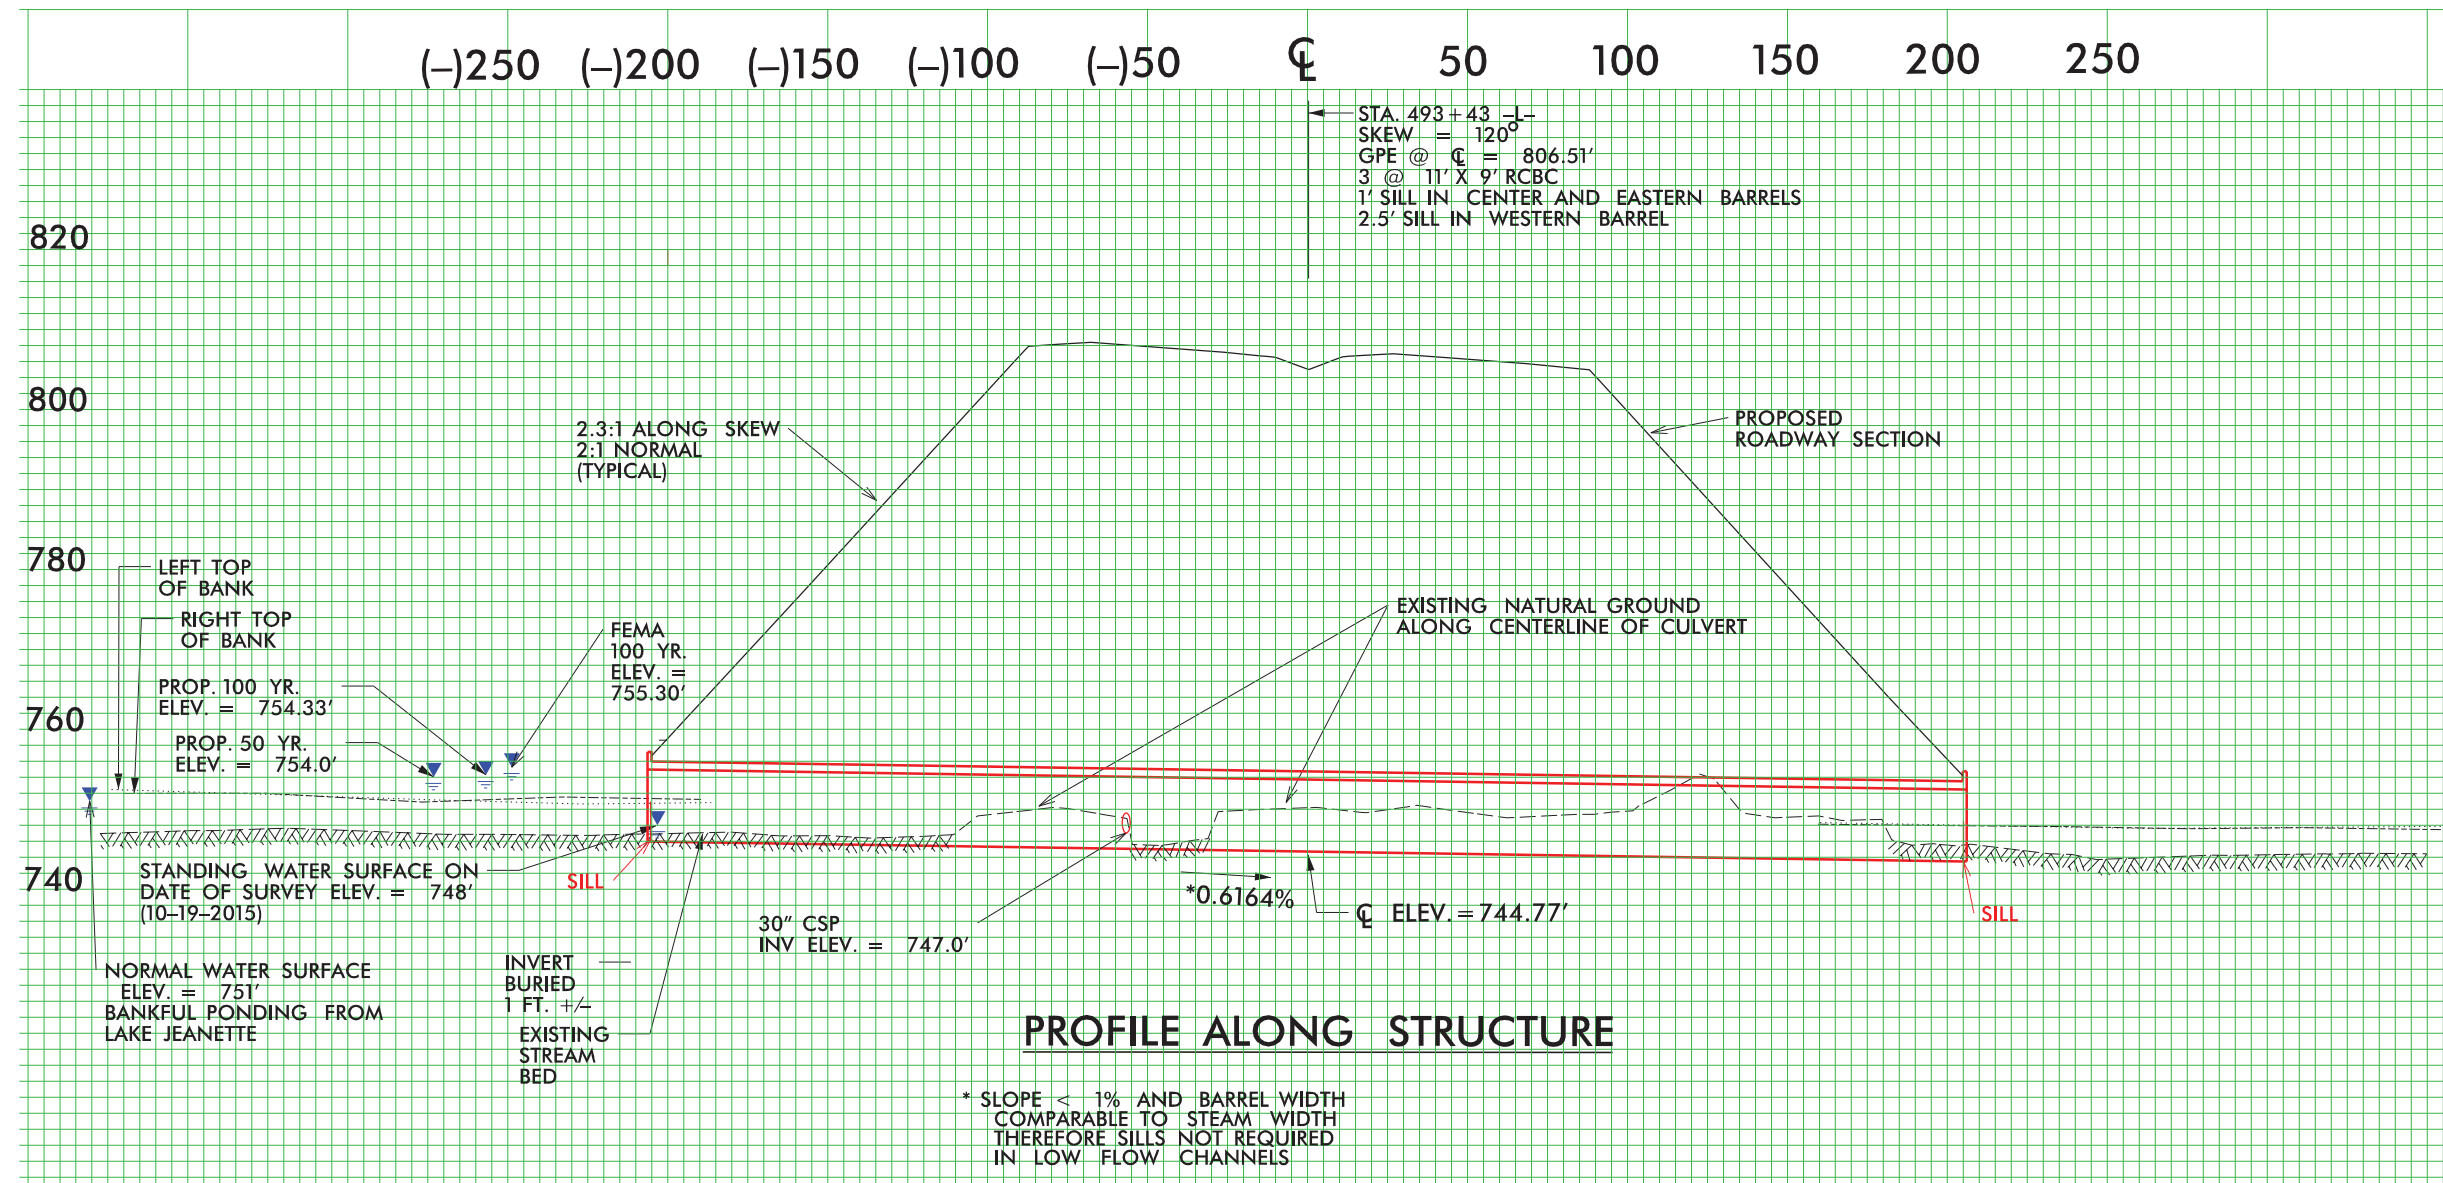 (–)250 (–)200 (–)150 (–)100 (–)50 ℄ 50 100 150 200 250
STA. 493+43 –L–
SKEW = 120°
GPE @ ℄ = 806.51'
3 @ 11' X 9' RCBC
1' SILL IN CENTER AND EASTERN BARRELS
2.5' SILL IN WESTERN BARREL
820
800
780
760
740
2.3:1 ALONG SKEW
2:1 NORMAL
(TYPICAL)
PROPOSED
ROADWAY SECTION
LEFT TOP
OF BANK
RIGHT TOP
OF BANK
PROP. 100 YR.
ELEV. = 754.33'
PROP. 50 YR.
ELEV. = 754.0'
FEMA
100 YR.
ELEV. =
755.30'
EXISTING NATURAL GROUND
ALONG CENTERLINE OF CULVERT
STANDING WATER SURFACE ON
DATE OF SURVEY ELEV. = 748'
(10–19–2015)
SILL
30" CSP
INV ELEV. = 747.0'
*0.6164%
℄ ELEV. = 744.77'
SILL
NORMAL WATER SURFACE
ELEV. = 751'
BANKFUL PONDING FROM
LAKE JEANETTE
INVERT
BURIED
1 FT. +/–
EXISTING
STREAM
BED
PROFILE ALONG STRUCTURE
* SLOPE < 1% AND BARREL WIDTH
COMPARABLE TO STEAM WIDTH
THEREFORE SILLS NOT REQUIRED
IN LOW FLOW CHANNELS